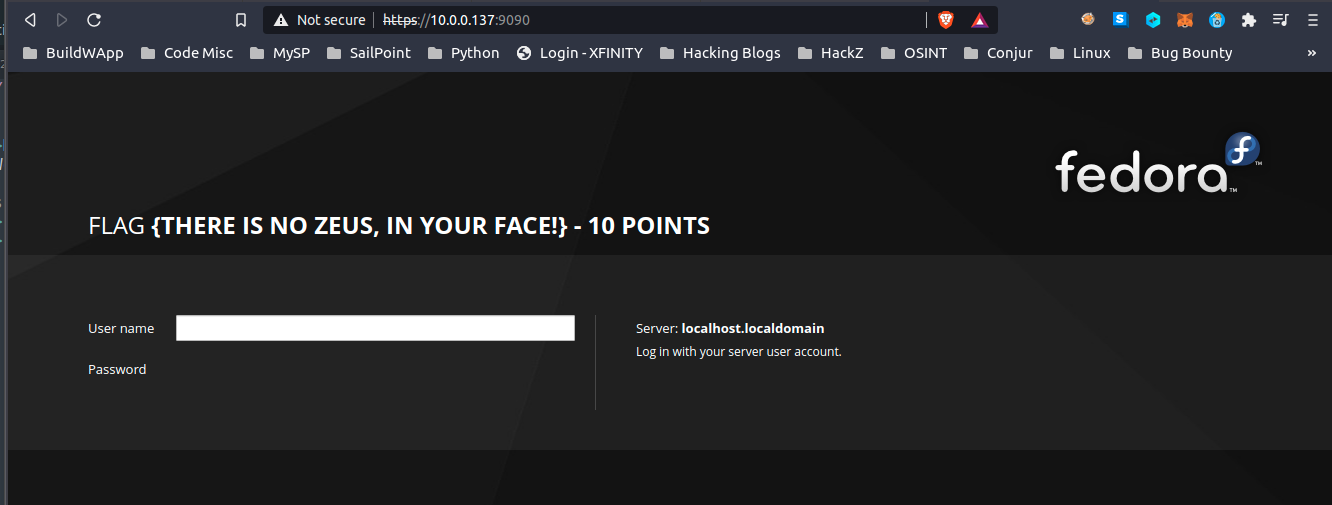 Not secure https://10.0.0.137:9090
BuildWApp Code Misc MySP SailPoint Python Login - XFINITY Hacking Blogs HackZ OSINT Conjur Linux Bug Bounty »
fedora
FLAG {THERE IS NO ZEUS, IN YOUR FACE!} - 10 POINTS
User name
Server: localhost.localdomain
Log in with your server user account.
Password